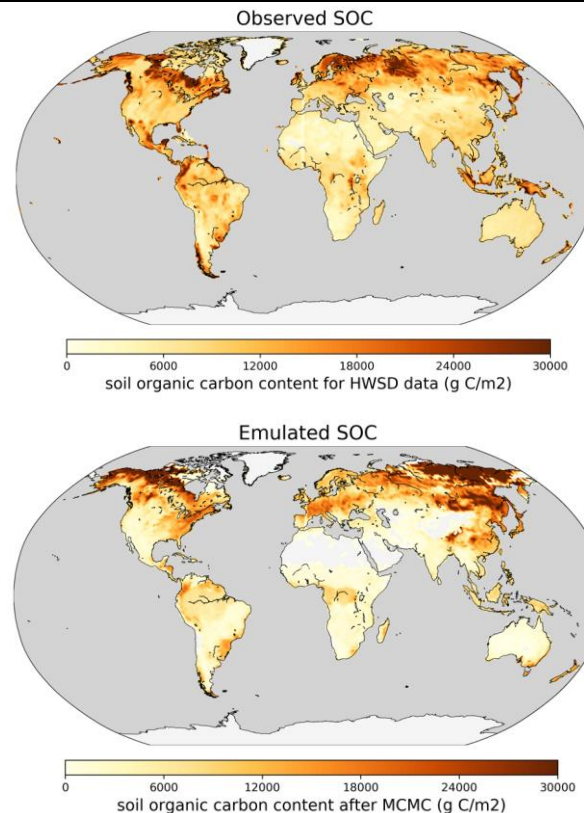 Observed SOC
0 6000 12000 18000 24000 30000
soil organic carbon content for HWSD data (g C/m2)
Emulated SOC
0 6000 12000 18000 24000 30000
soil organic carbon content after MCMC (g C/m2)